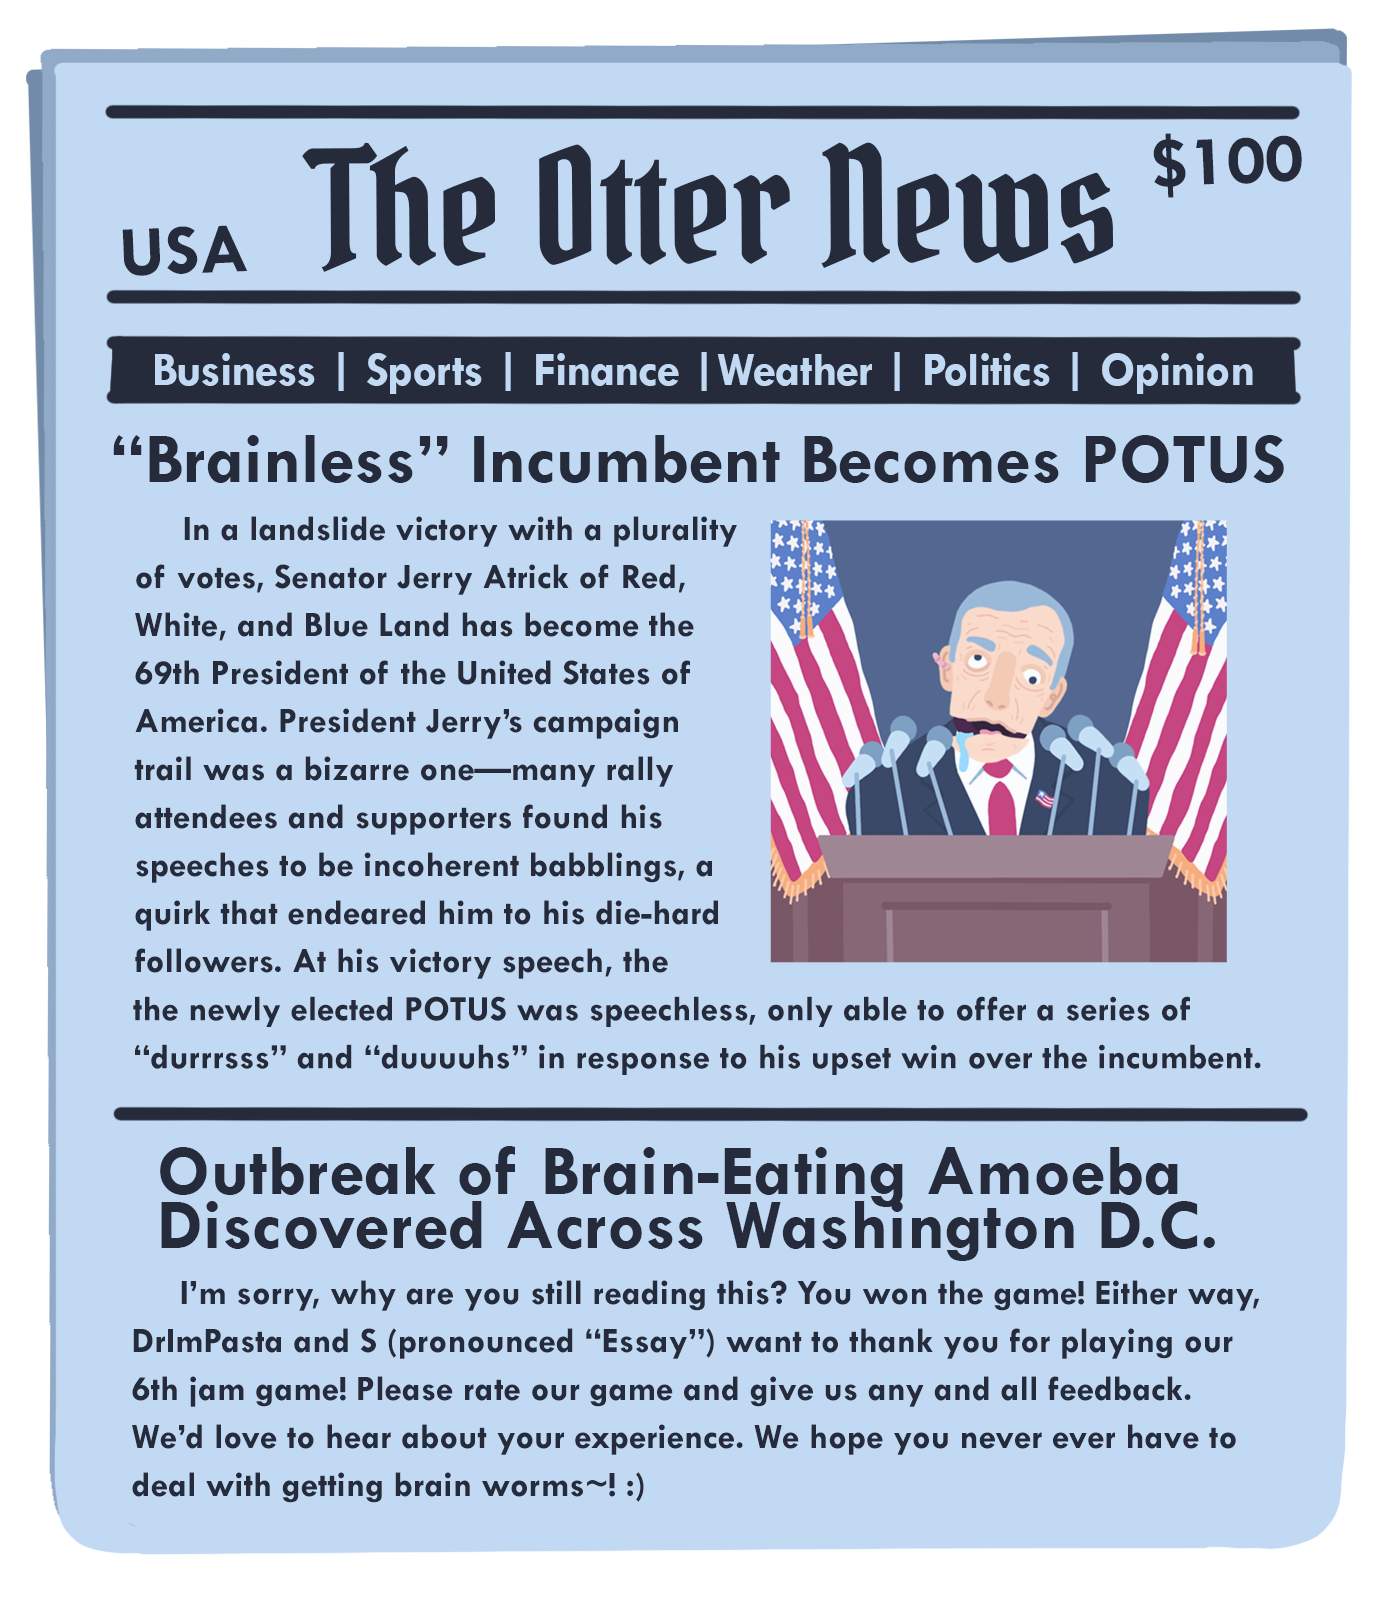 The Otter News
$100
USA
Business | Sports | Finance | Weather | Politics | Opinion
“Brainless” Incumbent Becomes POTUS
In a landslide victory with a plurality
of votes, Senator Jerry Atrick of Red,
White, and Blue Land has become the
69th President of the United States of
America. President Jerry’s campaign
trail was a bizarre one—many rally
attendees and supporters found his
speeches to be incoherent babblings, a
quirk that endeared him to his die-hard
followers. At his victory speech, the
the newly elected POTUS was speechless, only able to offer a series of
“durrrsss” and “duuuuhs” in response to his upset win over the incumbent.
Outbreak of Brain-Eating Amoeba
Discovered Across Washington D.C.
I’m sorry, why are you still reading this? You won the game! Either way,
DrImPasta and S (pronounced “Essay”) want to thank you for playing our
6th jam game! Please rate our game and give us any and all feedback.
We’d love to hear about your experience. We hope you never ever have to
deal with getting brain worms~! :)